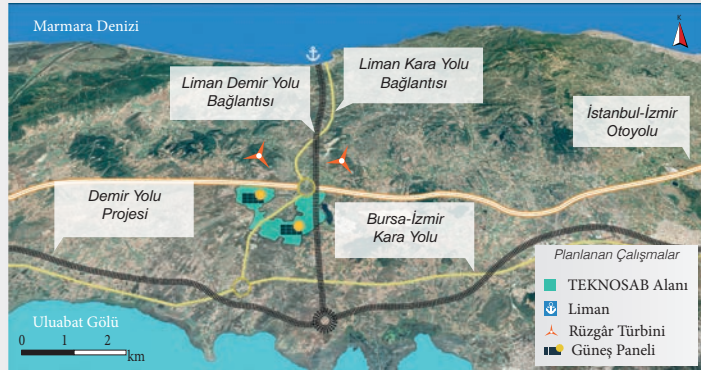 Marmara Denizi
K
Liman Demir Yolu
Bağlantısı
Liman Kara Yolu
Bağlantısı
İstanbul-İzmir
Otoyolu
Demir Yolu
Projesi
Bursa-İzmir
Kara Yolu
Planlanan Çalışmalar
TEKNOSAB Alanı
Liman
Rüzgâr Türbini
Güneş Paneli
Uluabat Gölü
0 1 2
km